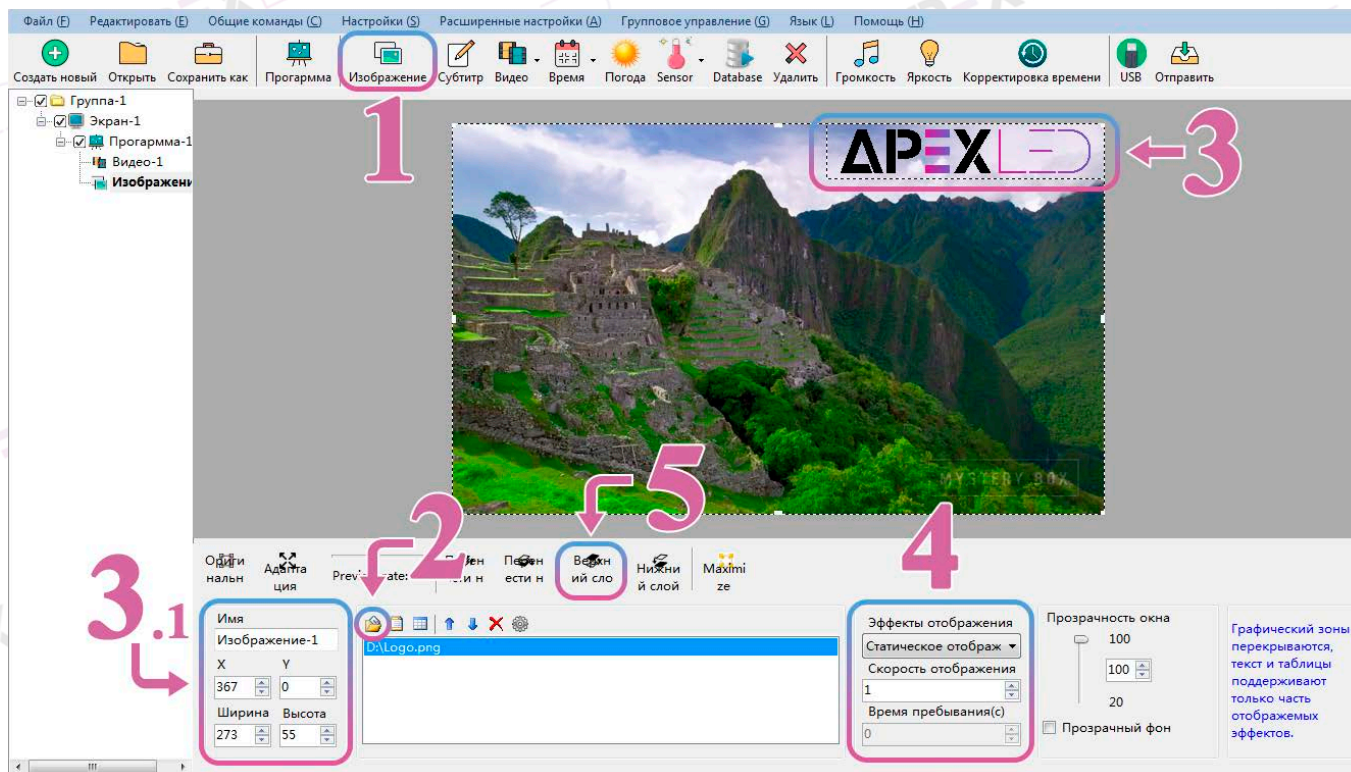 Файл (F) Редактировать (E) Общие команды (C) Настройки (S) Расширенные настройки (A) Групповое управление (G) Язык (L) Помощь (H)
Создать новый Открыть Сохранить как Прогармма Изображение Субтитр Видео Время Погода Sensor Database Удалить Громкость Яркость Корректировка времени USB Отправить
Группа-1
Экран-1
Прогармма-1
Видео-1
Изображени
1
APEXLED
3
MYSTERY BOX
5
2
4
Ориги
нальн
Адапта
ция
ести н
Перен
ести н
Верхн
ий сло
Нижни
й слой
Maximi
ze
3.1
Имя
Изображение-1
X Y
367 0
Ширина Высота
273 55
D:\Logo.png
Эффекты отображения
Статическое отображ
Скорость отображения
1
Время пребывания(с)
0
Прозрачность окна
100
100
20
Прозрачный фон
Графический зоны
перекрываются,
текст и таблицы
поддерживают
только часть
отображемых
эффектов.